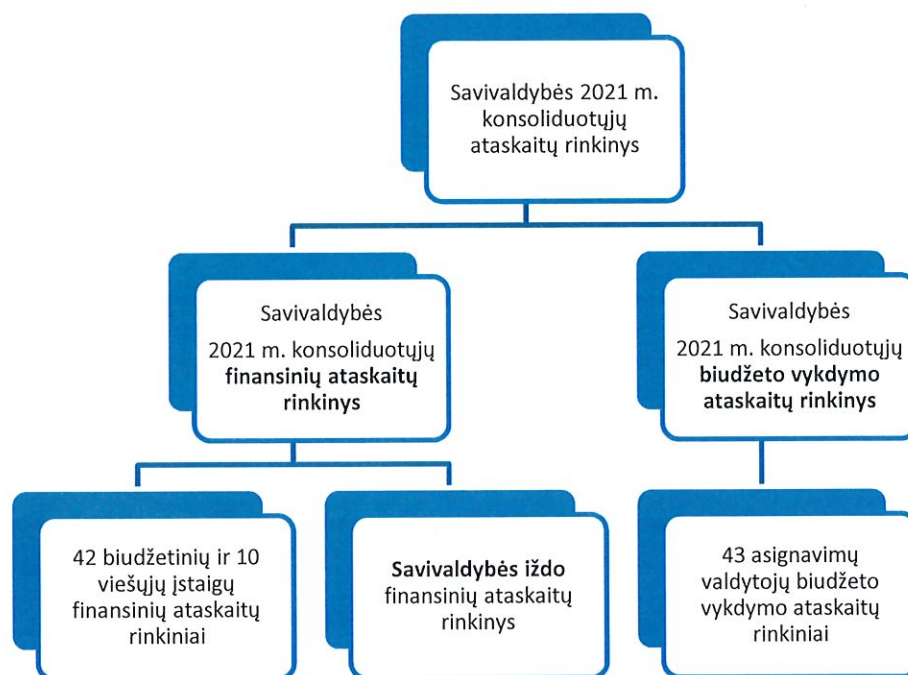 Savivaldybės 2021 m.
konsoliduotųjų
ataskaitų rinkinys
Savivaldybės
2021 m. konsoliduotųjų
finansinių ataskaitų
rinkinys
Savivaldybės
2021 m. konsoliduotųjų
biudžeto vykdymo
ataskaitų rinkinys
42 biudžetinių ir 10
viešųjų įstaigų
finansinių ataskaitų
rinkiniai
Savivaldybės iždo
finansinių ataskaitų
rinkinys
43 asignavimų
valdytojų biudžeto
vykdymo ataskaitų
rinkiniai